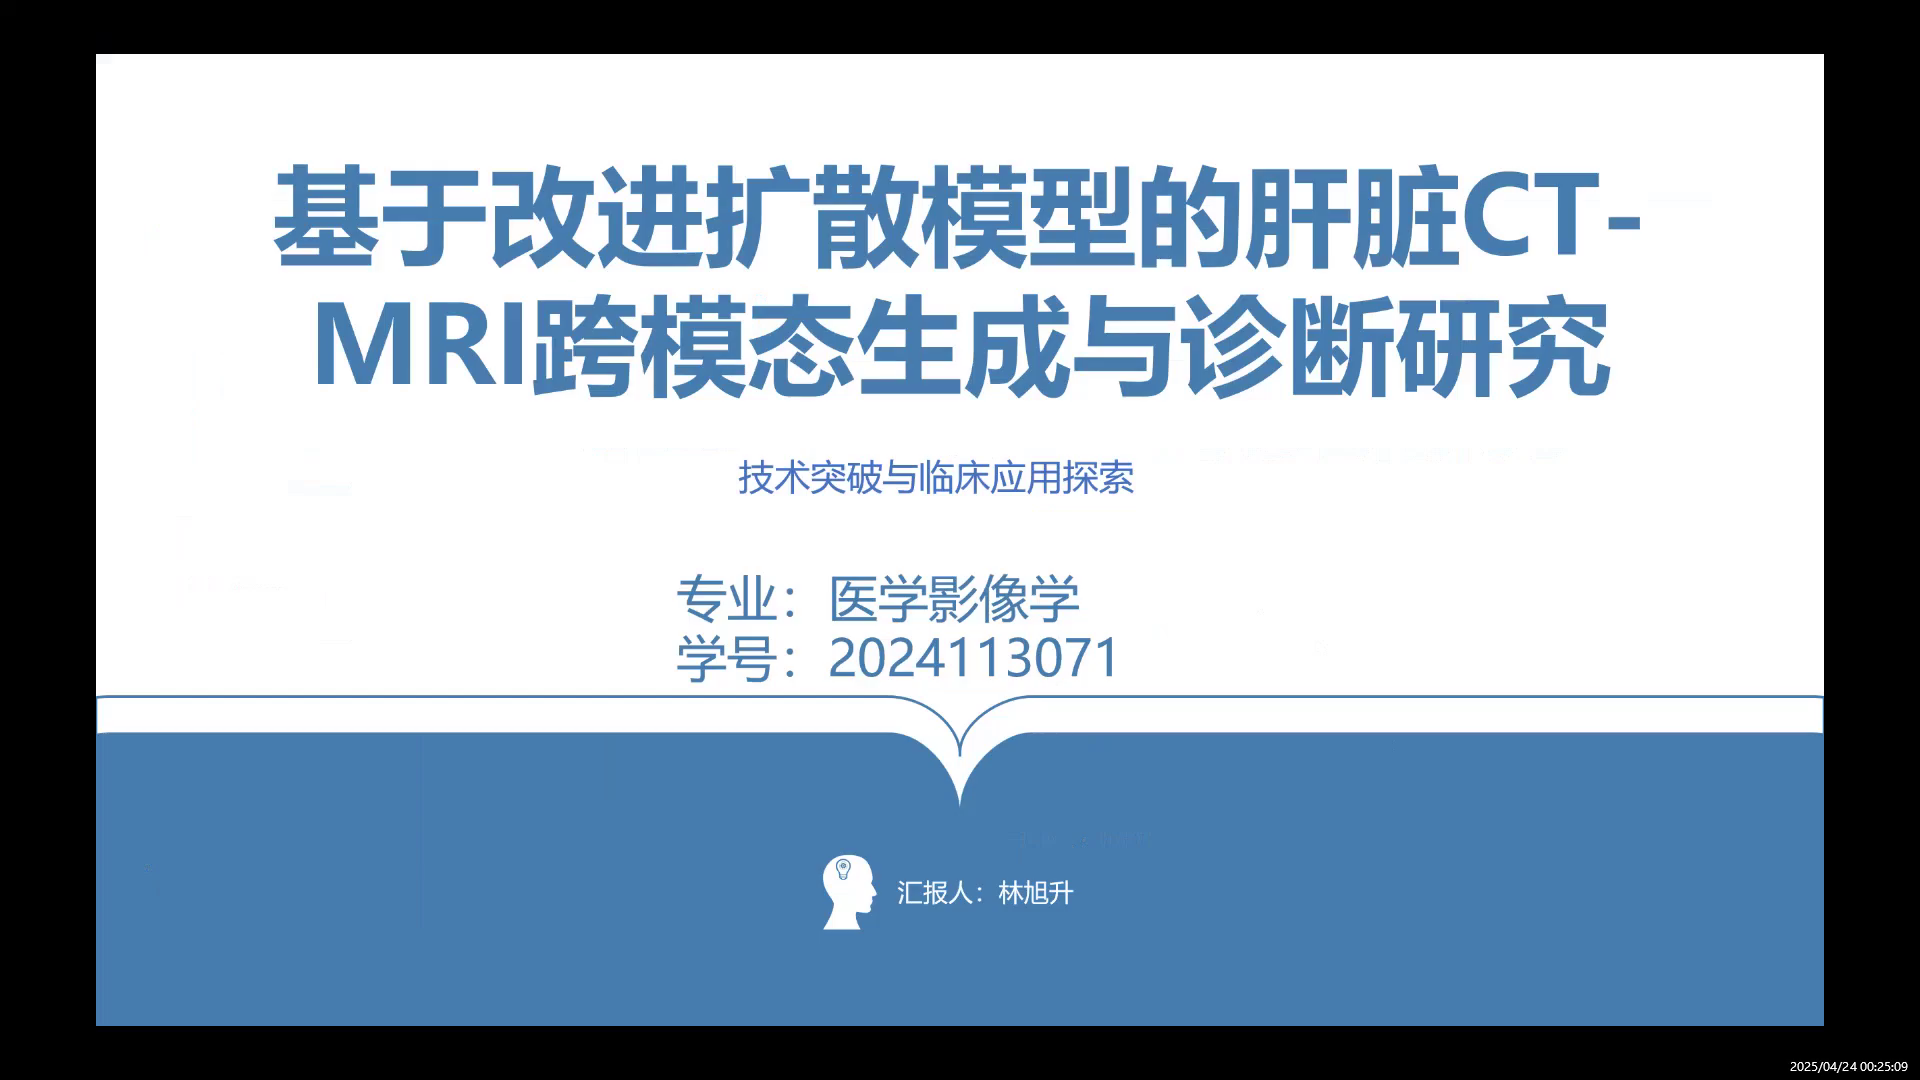 基于改进扩散模型的肝脏CT-
MRI跨模态生成与诊断研究
技术突破与临床应用探索
专业：医学影像学
学号：2024113071
汇报人：林旭升
2025/04/24 00:25:09